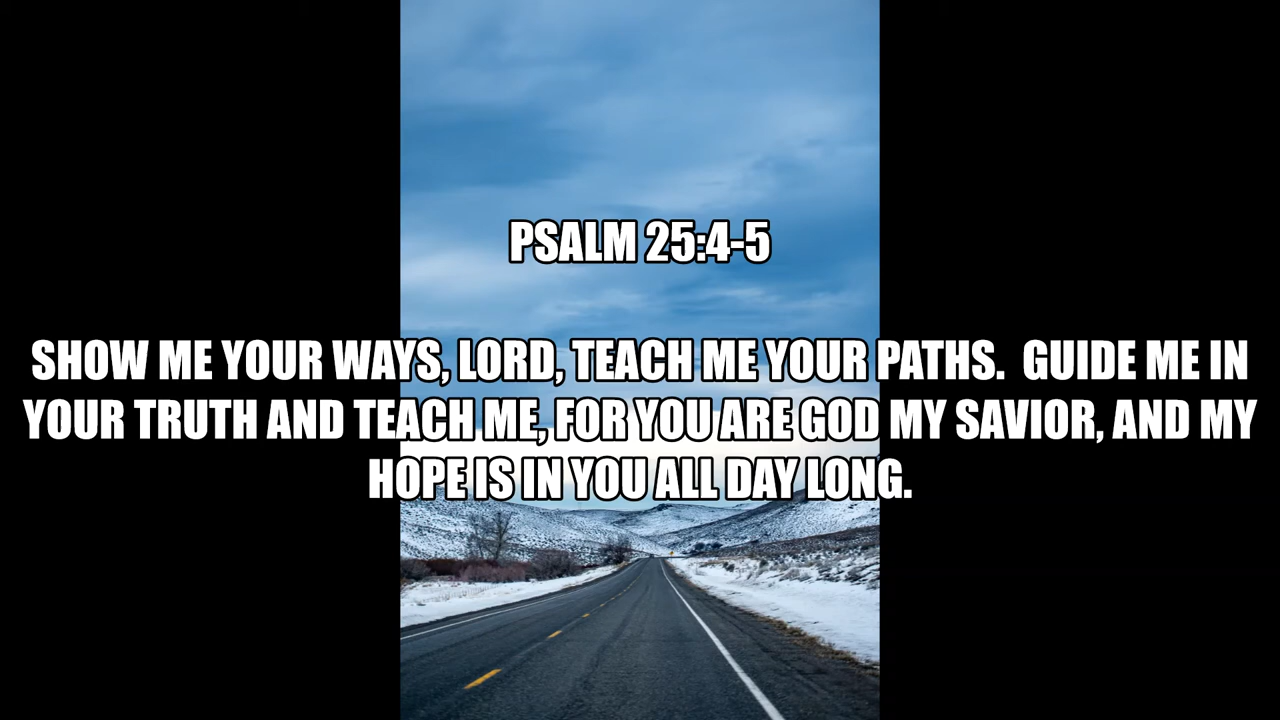 PSALM 25:4-5
SHOW ME YOUR WAYS, LORD, TEACH ME YOUR PATHS.  GUIDE ME IN
YOUR TRUTH AND TEACH ME, FOR YOU ARE GOD MY SAVIOR, AND MY
HOPE IS IN YOU ALL DAY LONG.